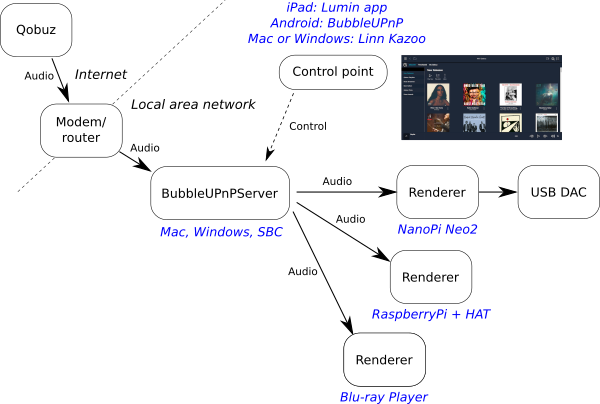 iPad: Lumin app
Android: BubbleUPnP
Mac or Windows: Linn Kazoo
Qobuz
Audio
Internet
Control point
Local area network
Modem/
router
Control
Audio
BubbleUPnPServer
Mac, Windows, SBC
Audio
Renderer
NanoPi Neo2
USB DAC
Audio
Renderer
RaspberryPi + HAT
Audio
Renderer
Blu-ray Player